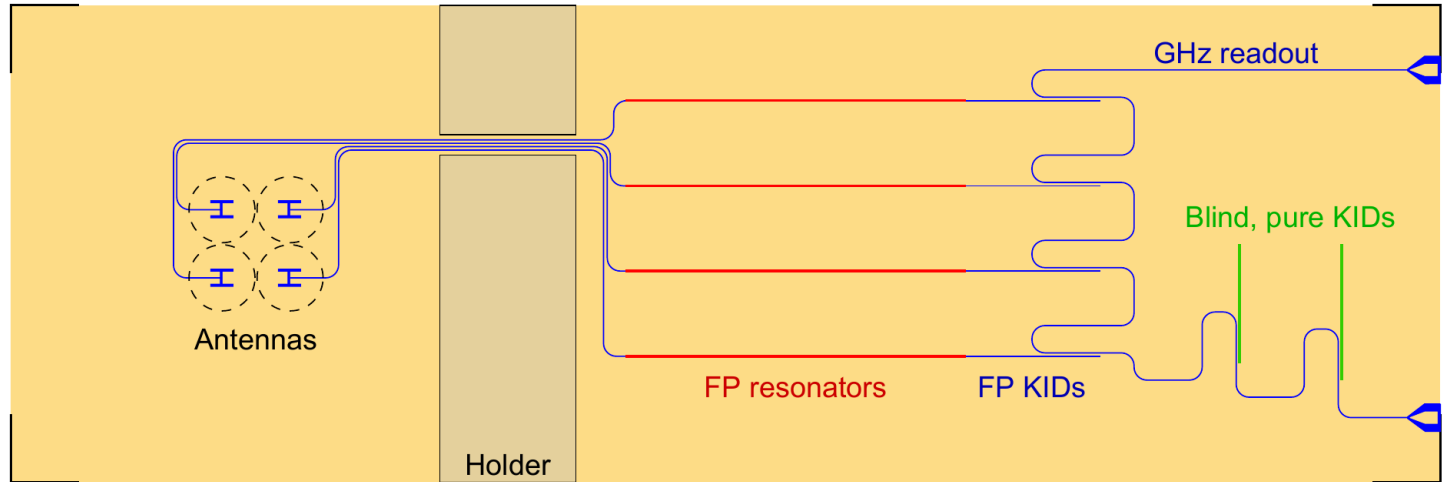 GHz readout
Blind, pure KIDs
Antennas
FP resonators
FP KIDs
Holder